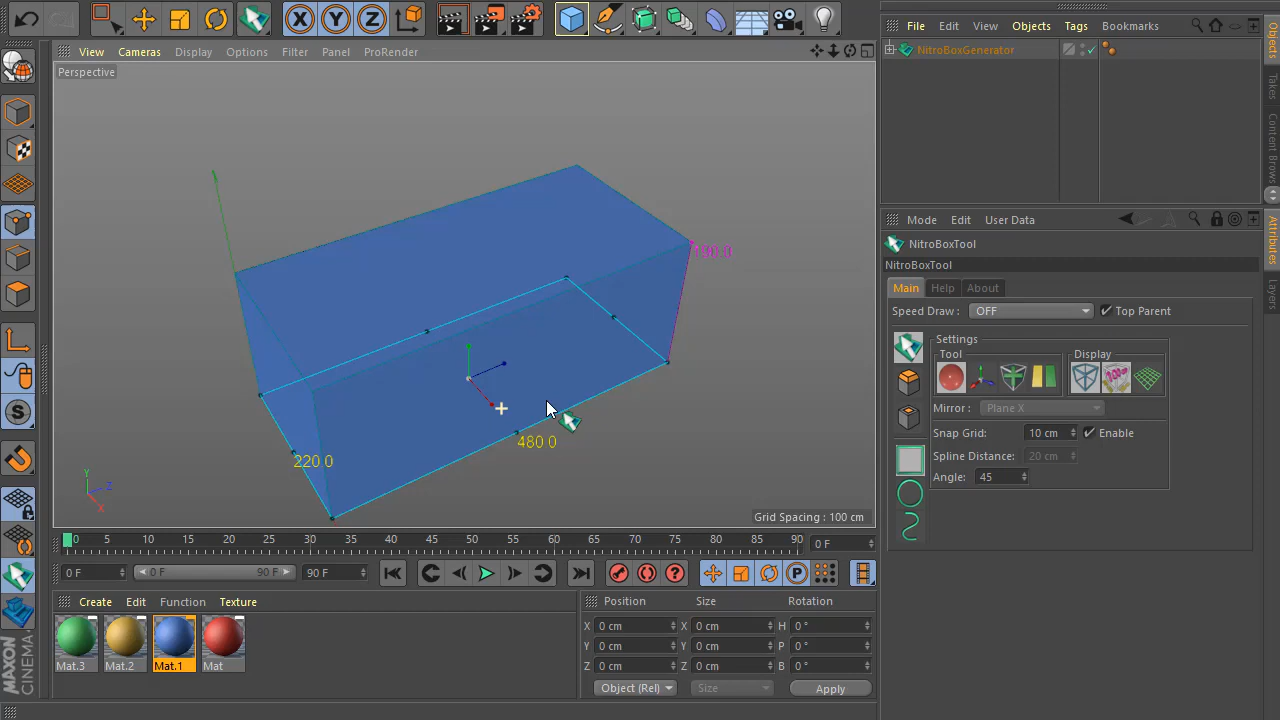 File Edit View Objects Tags Bookmarks
View Cameras Display Options Filter Panel ProRender
NitroBoxGenerator
Perspective
190.0
480.0
220.0
Y
Z
X
Grid Spacing : 100 cm
Objects
Takes
Content Brows
Attributes
Layers
Mode Edit User Data
NitroBoxTool
NitroBoxTool
Main Help About
Speed Draw : OFF Top Parent
Settings
Tool Display
Mirror : Plane X
Snap Grid: 10 cm Enable
Spline Distance: 20 cm
Angle: 45
0 5 10 15 20 25 30 35 40 45 50 55 60 65 70 75 80 85 90 0 F
0 F 0 F 90 F 90 F
Create Edit Function Texture
Mat.3 Mat.2 Mat.1 Mat
Position Size Rotation
X 0 cm X 0 cm H 0 °
Y 0 cm Y 0 cm P 0 °
Z 0 cm Z 0 cm B 0 °
Object (Rel) Size Apply
MAXON
CINEMA